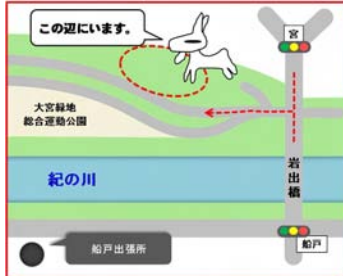 この辺にいます。
宮
大宮緑地
総合運動公園
紀の川
岩出橋
船戸出張所
船戸